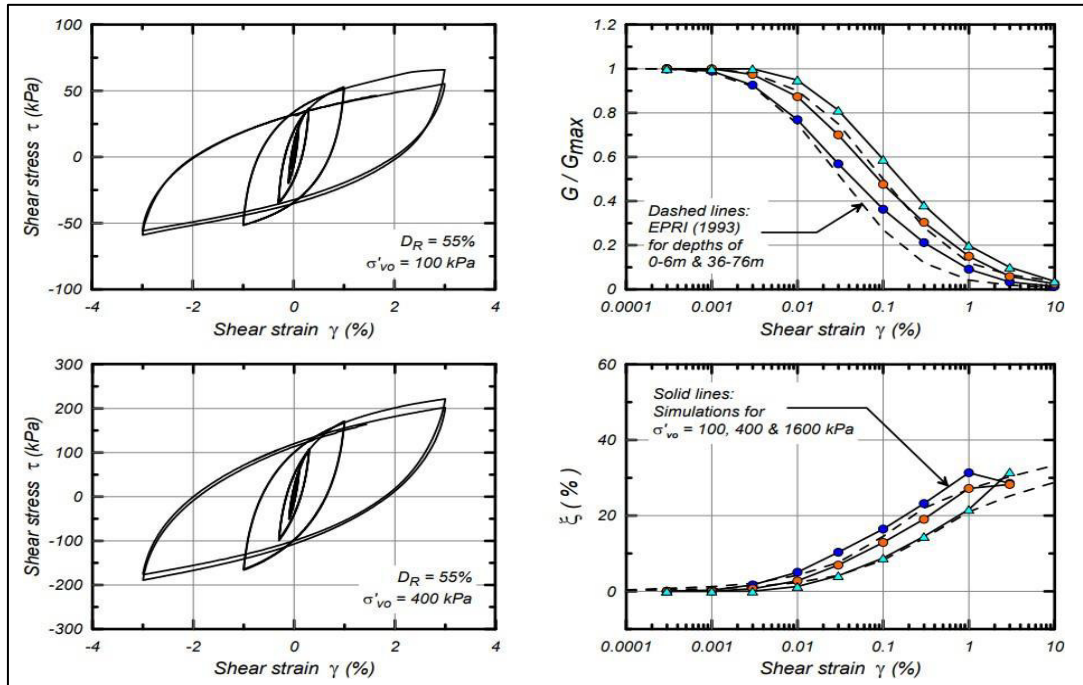 100
50
0
-50
-100
Shear stress τ (kPa)
D_R = 55%
σ'vo = 100 kPa
-4
-2
0
2
4
Shear strain γ (%)
1.2
1
0.8
0.6
0.4
0.2
0
G / Gmax
Dashed lines:
EPRI (1993)
for depths of
0-6m & 36-76m
0.0001
0.001
0.01
0.1
1
10
Shear strain γ (%)
300
200
100
0
-100
-200
-300
Shear stress τ (kPa)
D_R = 55%
σ'vo = 400 kPa
-4
-2
0
2
4
Shear strain γ (%)
60
40
20
0
ξ (%)
Solid lines:
Simulations for
σ'vo = 100, 400 & 1600 kPa
0.0001
0.001
0.01
0.1
1
10
Shear strain γ (%)